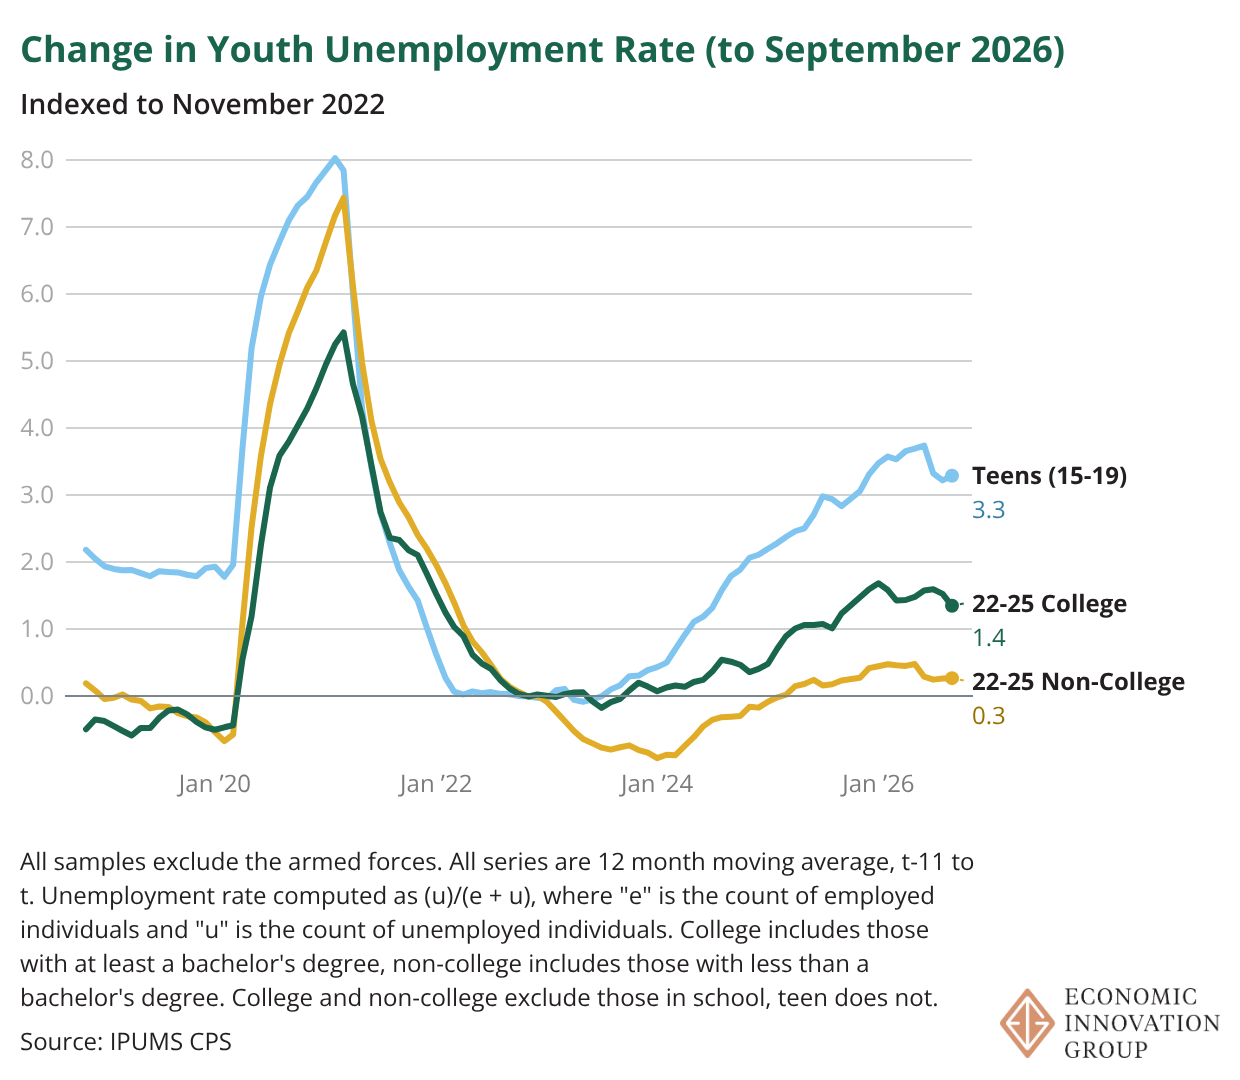 Change in Youth Unemployment Rate (to September 2026)
Indexed to November 2022
8.0
7.0
6.0
5.0
4.0
3.0
2.0
1.0
0.0
Teens (15-19)
3.3
22-25 College
1.4
22-25 Non-College
0.3
Jan ’20
Jan ’22
Jan ’24
Jan ’26
All samples exclude the armed forces. All series are 12 month moving average, t-11 to
t. Unemployment rate computed as (u)/(e + u), where "e" is the count of employed
individuals and "u" is the count of unemployed individuals. College includes those
with at least a bachelor's degree, non-college includes those with less than a
bachelor's degree. College and non-college exclude those in school, teen does not.
Source: IPUMS CPS
ECONOMIC
INNOVATION
GROUP